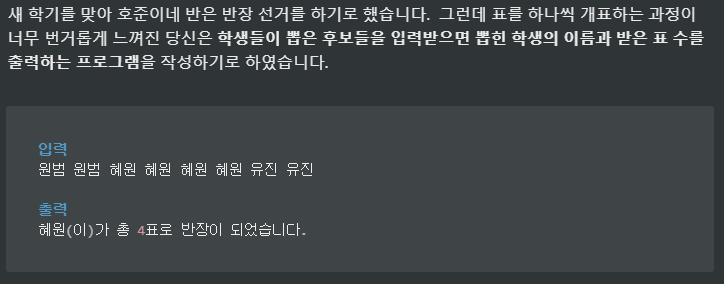 새 학기를 맞아 호준이네 반은 반장 선거를 하기로 했습니다. 그런데 표를 하나씩 개표하는 과정이
너무 번거롭게 느껴진 당신은 학생들이 뽑은 후보들을 입력받으면 뽑힌 학생의 이름과 받은 표 수를
출력하는 프로그램을 작성하기로 하였습니다.
입력
원범 원범 혜원 혜원 혜원 혜원 유진 유진
출력
혜원(이)가 총 4표로 반장이 되었습니다.